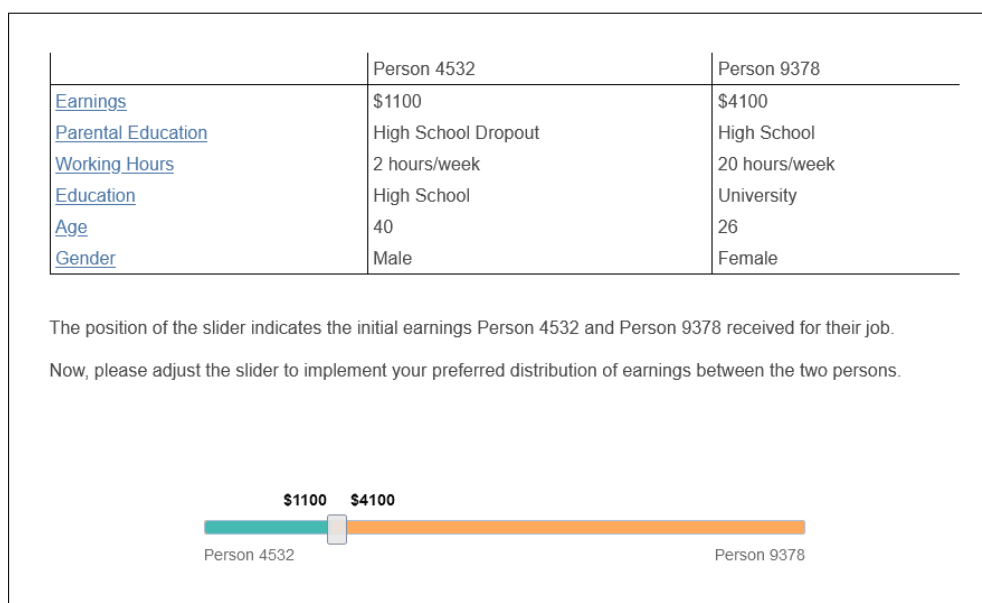 Person 4532 Person 9378
Earnings $1100 $4100
Parental Education High School Dropout High School
Working Hours 2 hours/week 20 hours/week
Education High School University
Age 40 26
Gender Male Female
The position of the slider indicates the initial earnings Person 4532 and Person 9378 received for their job.
Now, please adjust the slider to implement your preferred distribution of earnings between the two persons.
$1100 $4100
Person 4532 Person 9378